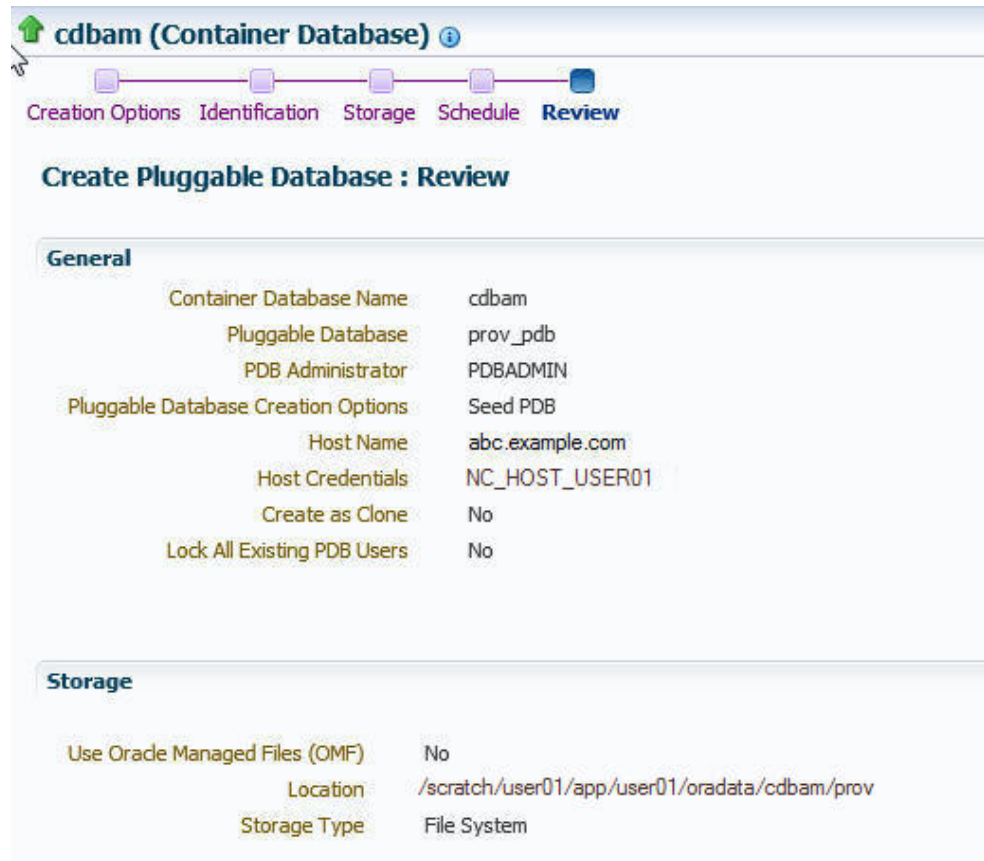 cdbam (Container Database)
Creation Options Identification Storage Schedule Review
Create Pluggable Database : Review
General
Container Database Name cdbam
Pluggable Database prov_pdb
PDB Administrator PDBADMIN
Pluggable Database Creation Options Seed PDB
Host Name abc.example.com
Host Credentials NC_HOST_USER01
Create as Clone No
Lock All Existing PDB Users No
Storage
Use Oracle Managed Files (OMF) No
Location /scratch/user01/app/user01/oradata/cdbam/prov
Storage Type File System